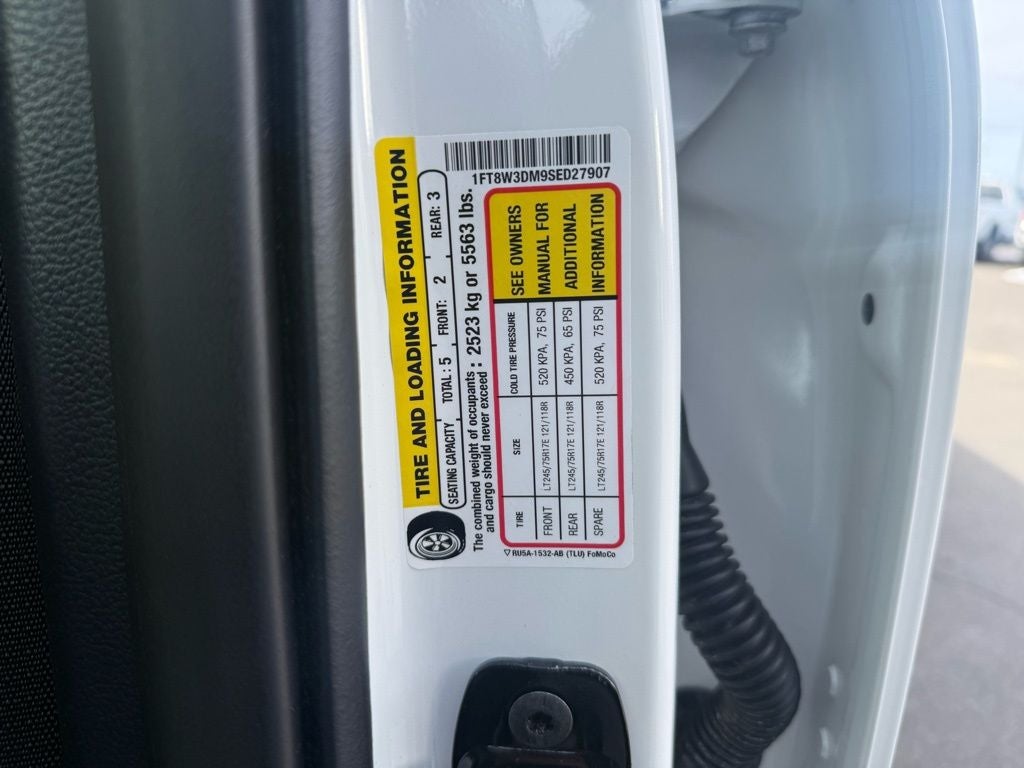 1FT8W3DM9SED27907
TIRE AND LOADING INFORMATION
SEATING CAPACITY TOTAL : 5 FRONT: 2 REAR: 3
The combined weight of occupants : 2523 kg or 5563 lbs.
and cargo should never exceed :
TIRE SIZE COLD TIRE PRESSURE SEE OWNERS
FRONT LT245/75R17E 121/118R 520 KPA, 75 PSI MANUAL FOR
REAR LT245/75R17E 121/118R 450 KPA, 65 PSI ADDITIONAL
SPARE LT245/75R17E 121/118R 520 KPA, 75 PSI INFORMATION
RU5A-1532-AB (TLU) FoMoCo